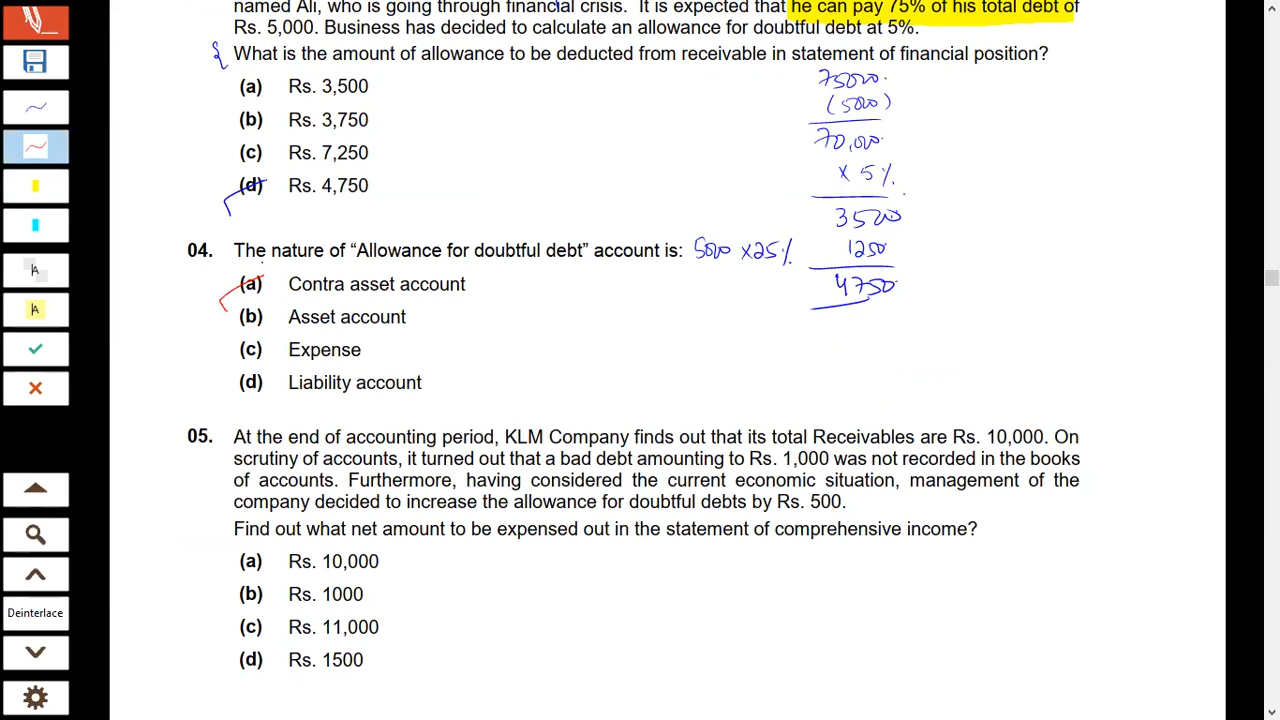 named Ali, who is going through financial crisis. It is expected that he can pay 75% of his total debt of
Rs. 5,000. Business has decided to calculate an allowance for doubtful debt at 5%.
What is the amount of allowance to be deducted from receivable in statement of financial position?
(a) Rs. 3,500
(b) Rs. 3,750
(c) Rs. 7,250
(d) Rs. 4,750
75000
(5000)
70,000
x 5%
3500
1250
4750
04. The nature of “Allowance for doubtful debt” account is: 5000 x25%
(a) Contra asset account
(b) Asset account
(c) Expense
(d) Liability account
05. At the end of accounting period, KLM Company finds out that its total Receivables are Rs. 10,000. On
scrutiny of accounts, it turned out that a bad debt amounting to Rs. 1,000 was not recorded in the books
of accounts. Furthermore, having considered the current economic situation, management of the
company decided to increase the allowance for doubtful debts by Rs. 500.
Find out what net amount to be expensed out in the statement of comprehensive income?
(a) Rs. 10,000
(b) Rs. 1000
(c) Rs. 11,000
(d) Rs. 1500
A
A
Deinterlace